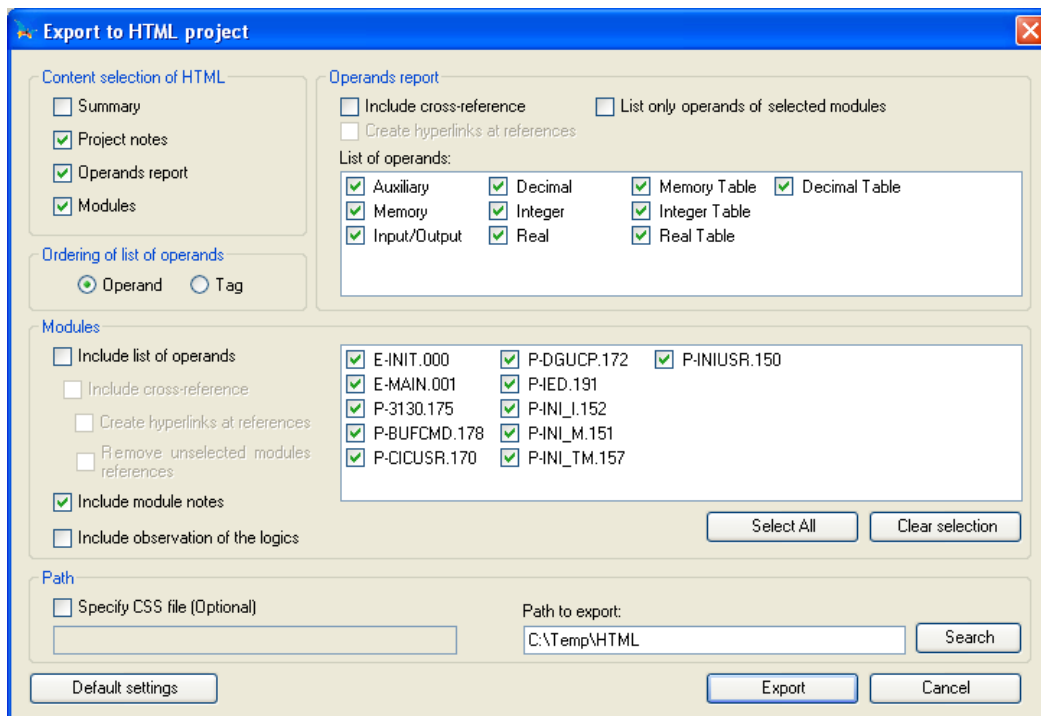 Export to HTML project
Content selection of HTML
Summary
Project notes
Operands report
Modules
Operands report
Include cross-reference
List only operands of selected modules
Create hyperlinks at references
List of operands:
Auxiliary Decimal Memory Table Decimal Table
Memory Integer Integer Table
Input/Output Real Real Table
Ordering of list of operands
Operand Tag
Modules
Include list of operands
Include cross-reference
Create hyperlinks at references
Remove unselected modules
references
Include module notes
Include observation of the logics
E-INIT.000 P-DGUCP.172 P-INIUSR.150
E-MAIN.001 P-IED.191
P-3130.175 P-INI_I.152
P-BUFCMD.178 P-INI_M.151
P-CICUSR.170 P-INI_TM.157
Select All Clear selection
Path
Specify CSS file (Optional)
Path to export:
C:\Temp\HTML
Search
Default settings Export Cancel